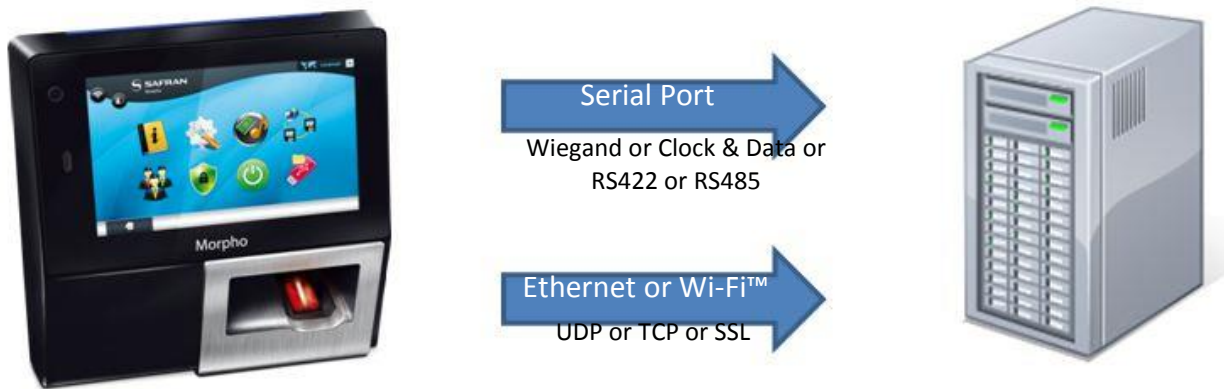 SAFRAN
Morpho
Serial Port
Wiegand or Clock & Data or
RS422 or RS485
Ethernet or Wi-Fi™
UDP or TCP or SSL